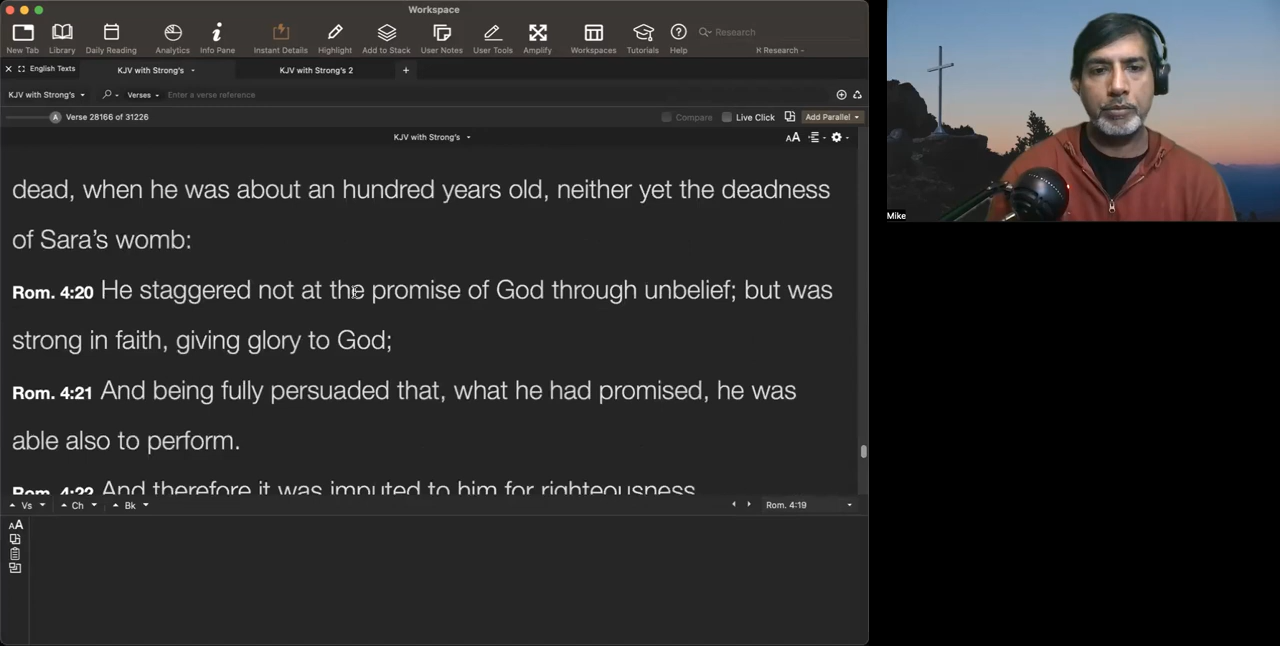 Workspace
New Tab Library Daily Reading Analytics Info Pane Instant Details Highlight Add to Stack User Notes User Tools Amplify Workspaces Tutorials Help Research
Research
English Texts KJV with Strong's KJV with Strong's 2 +
KJV with Strong's Verses Enter a verse reference
A Verse 28166 of 31226 Compare Live Click Add Parallel
KJV with Strong's AA
dead, when he was about an hundred years old, neither yet the deadness
of Sara's womb:
Rom. 4:20 He staggered not at the promise of God through unbelief; but was
strong in faith, giving glory to God;
Rom. 4:21 And being fully persuaded that, what he had promised, he was
able also to perform.
Rom. 4:22 And therefore it was imputed to him for righteousness
Vs Ch Bk Rom. 4:19
AA
Mike